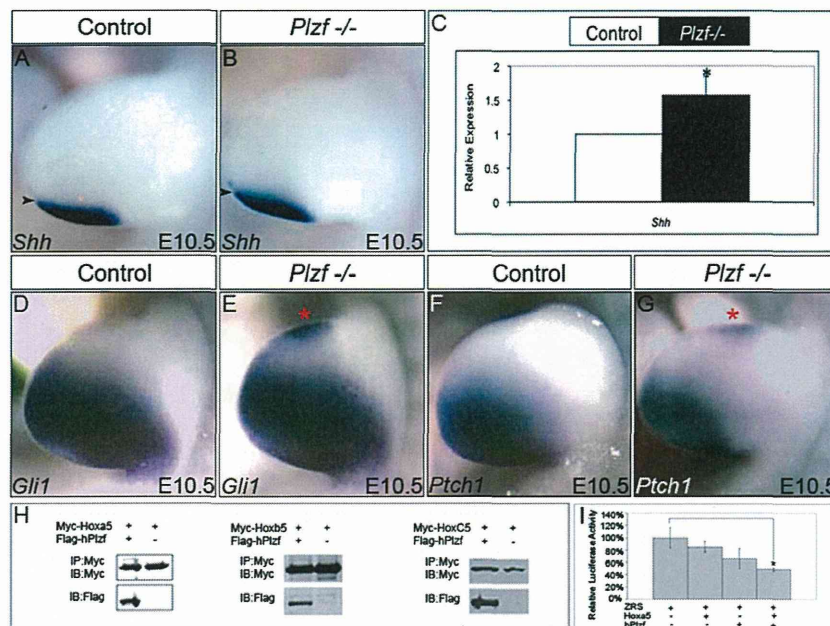 Control
Plzf -/-
C
Control
Plzf-/-
A
B
Shh
E10.5
Shh
E10.5
2
1.5
1
0.5
0
Relative Expression
*
Shh
Control
Plzf -/-
Control
Plzf -/-
D
E
*
F
G
*
Gli1
E10.5
Gli1
E10.5
Ptch1
E10.5
Ptch1
E10.5
H
Myc-Hoxa5 + +
Flag-hPlzf + -
IP:Myc
IB:Myc
IB:Flag
Myc-Hoxb5 + +
Flag-hPlzf + -
IP:Myc
IB:Myc
IB:Flag
Myc-HoxC5 + +
Flag-hPlzf + -
IP:Myc
IB:Myc
IB:Flag
I
Relative Luciferase Activity
140%
120%
100%
80%
60%
40%
20%
0%
*
ZRS + + + +
Hoxa5 - + - +
hPlzf - - + +